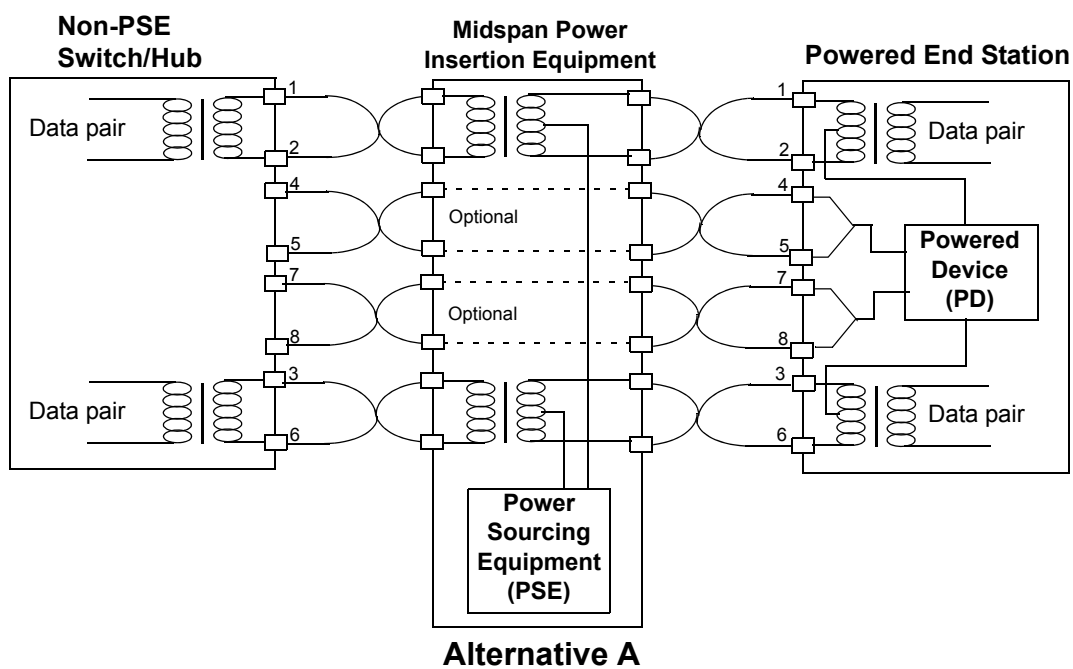 Non-PSE
Switch/Hub
Midspan Power
Insertion Equipment
Powered End Station
1
1
Data pair
Data pair
2
2
4
4
Optional
5
5
Powered
Device
(PD)
7
7
Optional
8
8
3
3
Data pair
Data pair
6
6
Power
Sourcing
Equipment
(PSE)
Alternative A